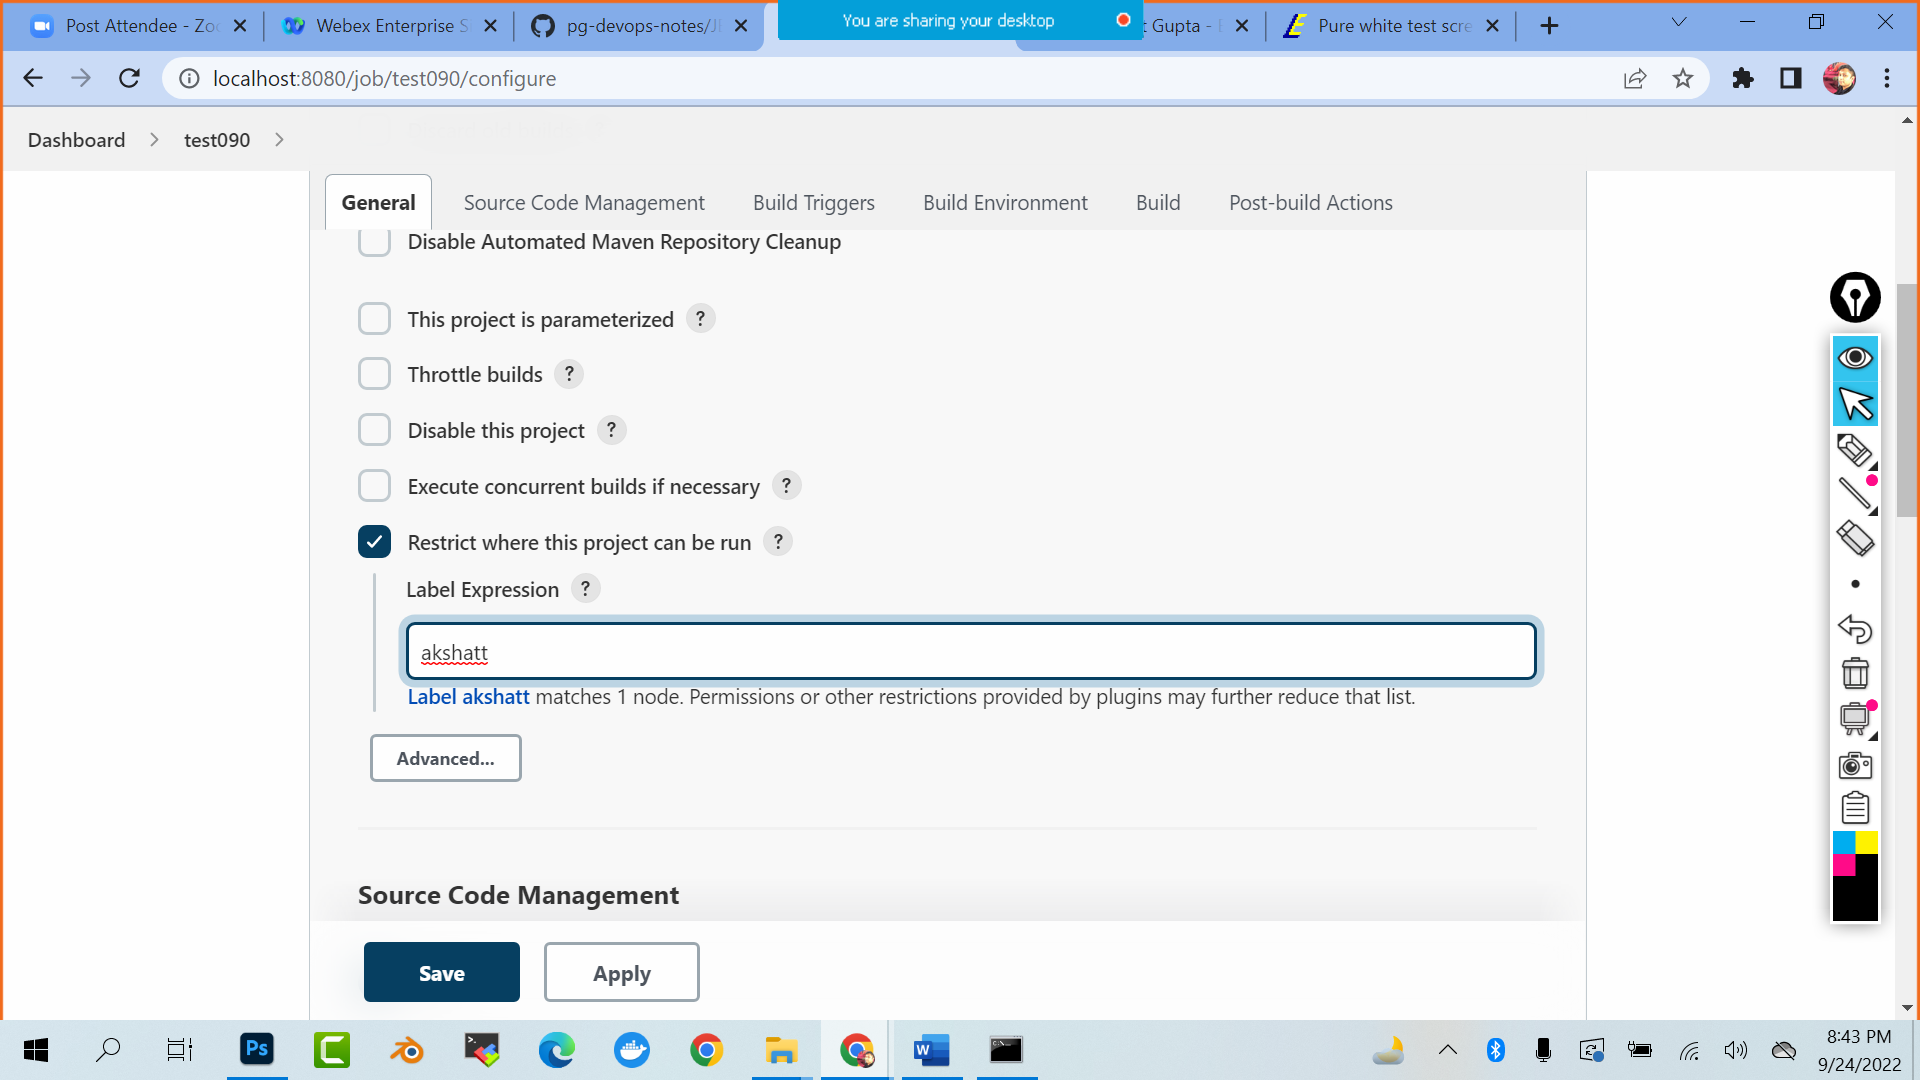 Post Attendee - Zoo
Webex Enterprise S
pg-devops-notes/JE
You are sharing your desktop
t Gupta - E
Pure white test scre
localhost:8080/job/test090/configure
Dashboard
test090
General
Source Code Management
Build Triggers
Build Environment
Build
Post-build Actions
Disable Automated Maven Repository Cleanup
This project is parameterized ?
Throttle builds ?
Disable this project ?
Execute concurrent builds if necessary ?
Restrict where this project can be run ?
Label Expression ?
akshatt
Label akshatt matches 1 node. Permissions or other restrictions provided by plugins may further reduce that list.
Advanced...
Source Code Management
Save
Apply
Ps
C
W
8:43 PM
9/24/2022